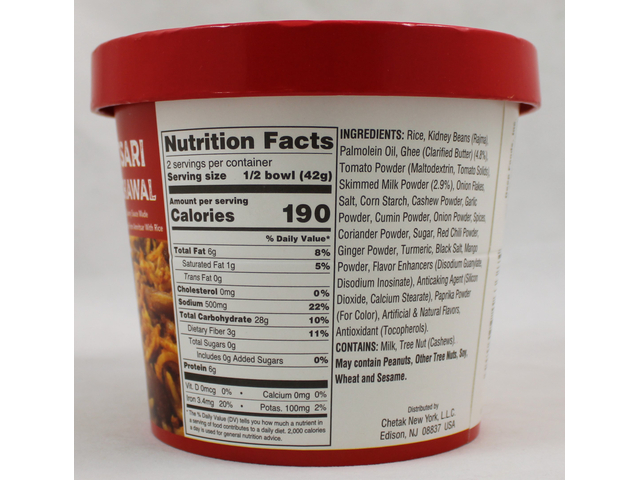 SARI
AWAL
Nutrition Facts
2 servings per container
Serving size 1/2 bowl (42g)
Amount per serving
Calories 190
% Daily Value*
Total Fat 6g 8%
Saturated Fat 1g 5%
Trans Fat 0g
Cholesterol 0mg 0%
Sodium 500mg 22%
Total Carbohydrate 28g 10%
Dietary Fiber 3g 11%
Total Sugars 0g
Includes 0g Added Sugars 0%
Protein 6g
Vit. D 0mcg 0% • Calcium 0mg 0%
Iron 3.4mg 20% • Potas. 100mg 2%
*The % Daily Value (DV) tells you how much a nutrient in
a serving of food contributes to a daily diet. 2,000 calories
a day is used for general nutrition advice.
INGREDIENTS: Rice, Kidney Beans (Rajma),
Palmolein Oil, Ghee (Clarified Butter) (4.8%),
Tomato Powder (Maltodextrin, Tomato Solids),
Skimmed Milk Powder (2.9%), Onion Flakes,
Salt, Corn Starch, Cashew Powder, Garlic
Powder, Cumin Powder, Onion Powder, Spices,
Coriander Powder, Sugar, Red Chilli Powder,
Ginger Powder, Turmeric, Black Salt, Mango
Powder, Flavor Enhancers (Disodium Guanylate,
Disodium Inosinate), Anticaking Agent (Silicon
Dioxide, Calcium Stearate), Paprika Powder
(For Color), Artificial & Natural Flavors,
Antioxidant (Tocopherols).
CONTAINS: Milk, Tree Nut (Cashews).
May contain Peanuts, Other Tree Nuts, Soy,
Wheat and Sesame.
Distributed by
Chetak New York, L.L.C.
Edison, NJ 08837 USA